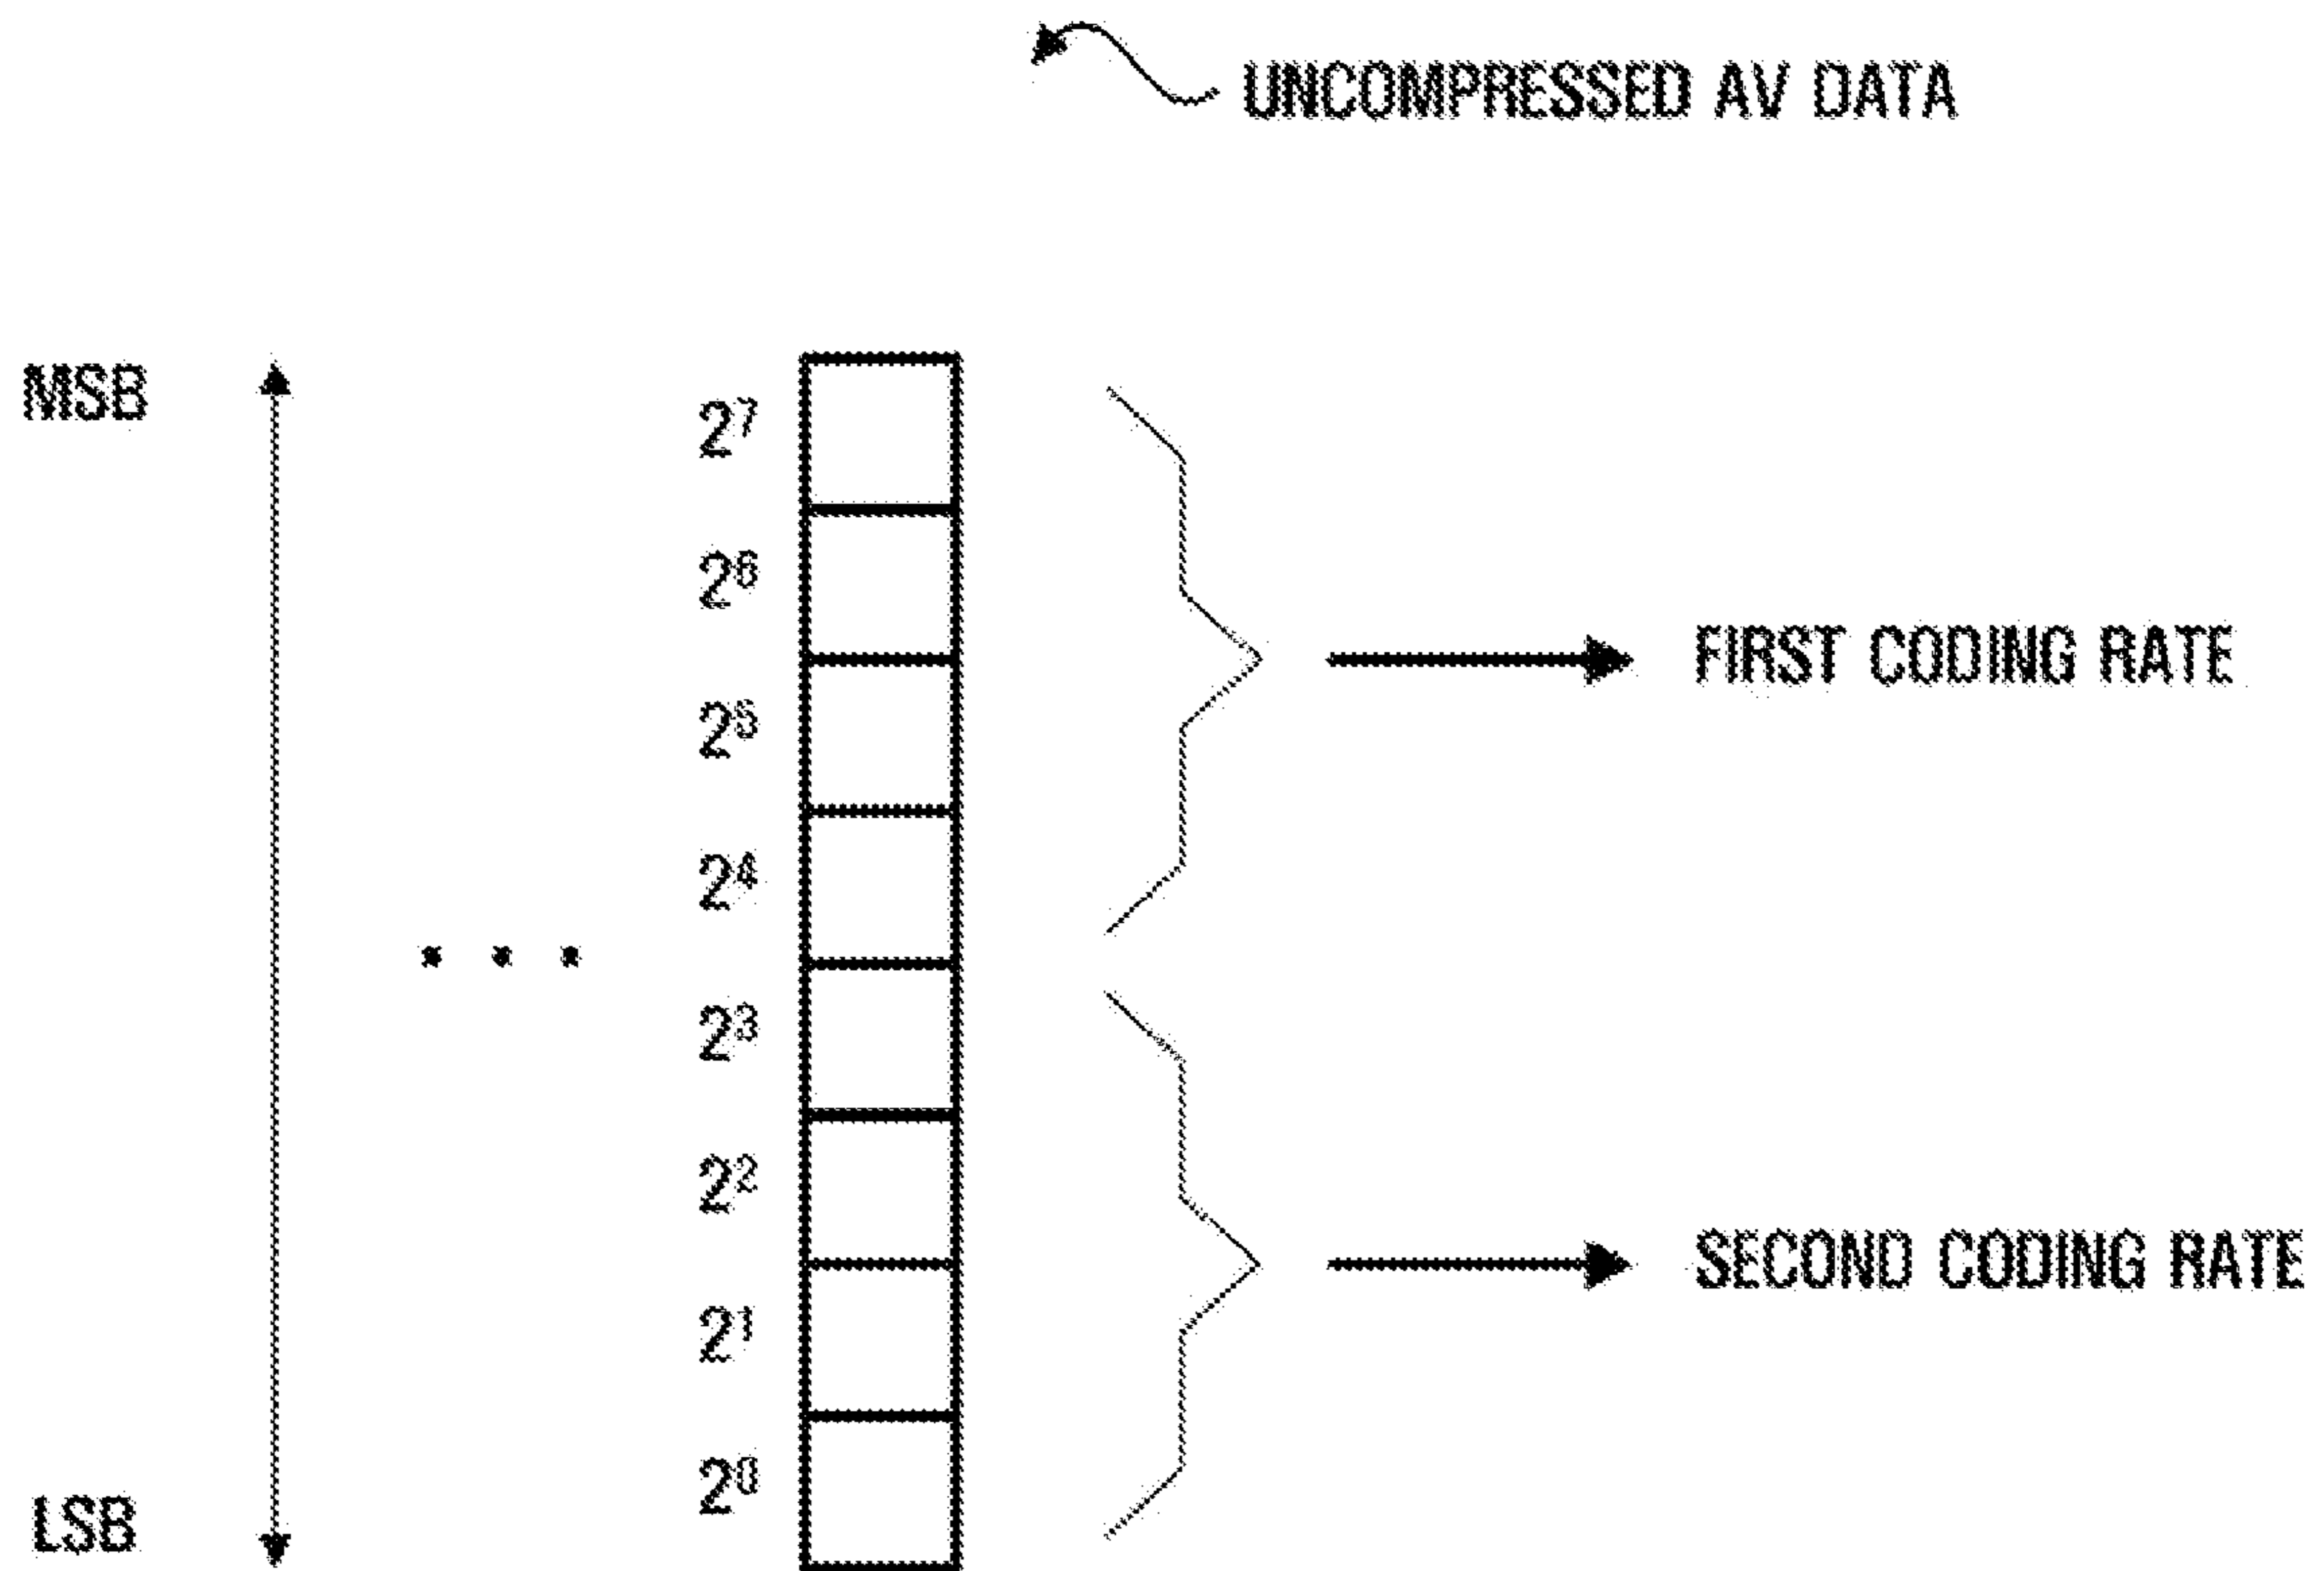 UNCOMPRESSED AV DATA
MSB
2⁷
2⁶
2⁵
2⁴
FIRST CODING RATE
. . .
2³
2²
2¹
2⁰
SECOND CODING RATE
LSB